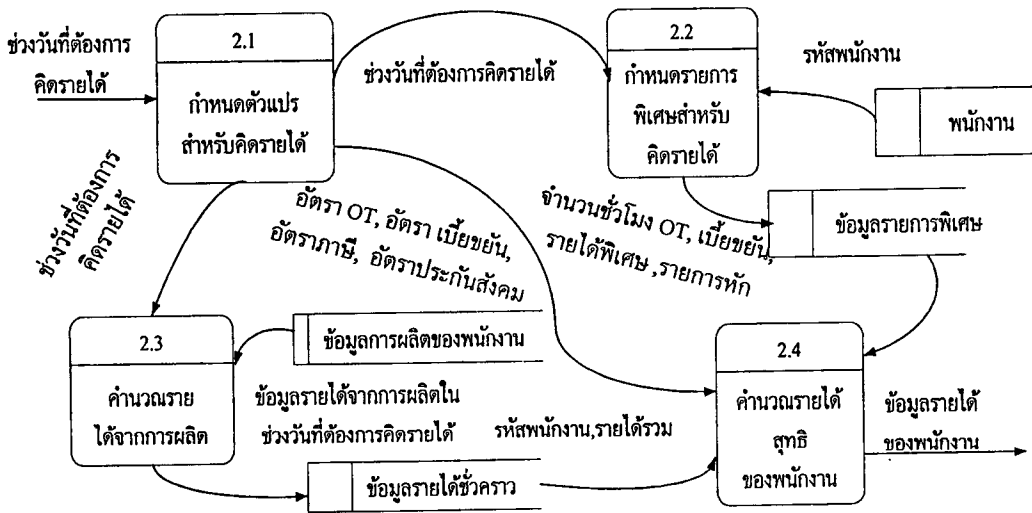 ช่วงวันที่ต้องการ
คิดรายได้
2.1
กำหนดตัวแปร
สำหรับคิดรายได้
ช่วงวันที่ต้องการคิดรายได้
2.2
กำหนดรายการ
พิเศษสำหรับ
คิดรายได้
รหัสพนักงาน
พนักงาน
ช่วงวันที่ต้องการ
คิดรายได้
อัตรา OT, อัตรา เบี้ยขยัน,
อัตราภาษี, อัตราประกันสังคม
จำนวนชั่วโมง OT, เบี้ยขยัน,
รายได้พิเศษ ,รายการหัก
ข้อมูลรายการพิเศษ
2.3
คำนวณราย
ได้จากการผลิต
ข้อมูลการผลิตของพนักงาน
ข้อมูลรายได้จากการผลิตใน
ช่วงวันที่ต้องการคิดรายได้
รหัสพนักงาน,รายได้รวม
ข้อมูลรายได้ชั่วคราว
2.4
คำนวณรายได้
สุทธิ
ของพนักงาน
ข้อมูลรายได้
ของพนักงาน